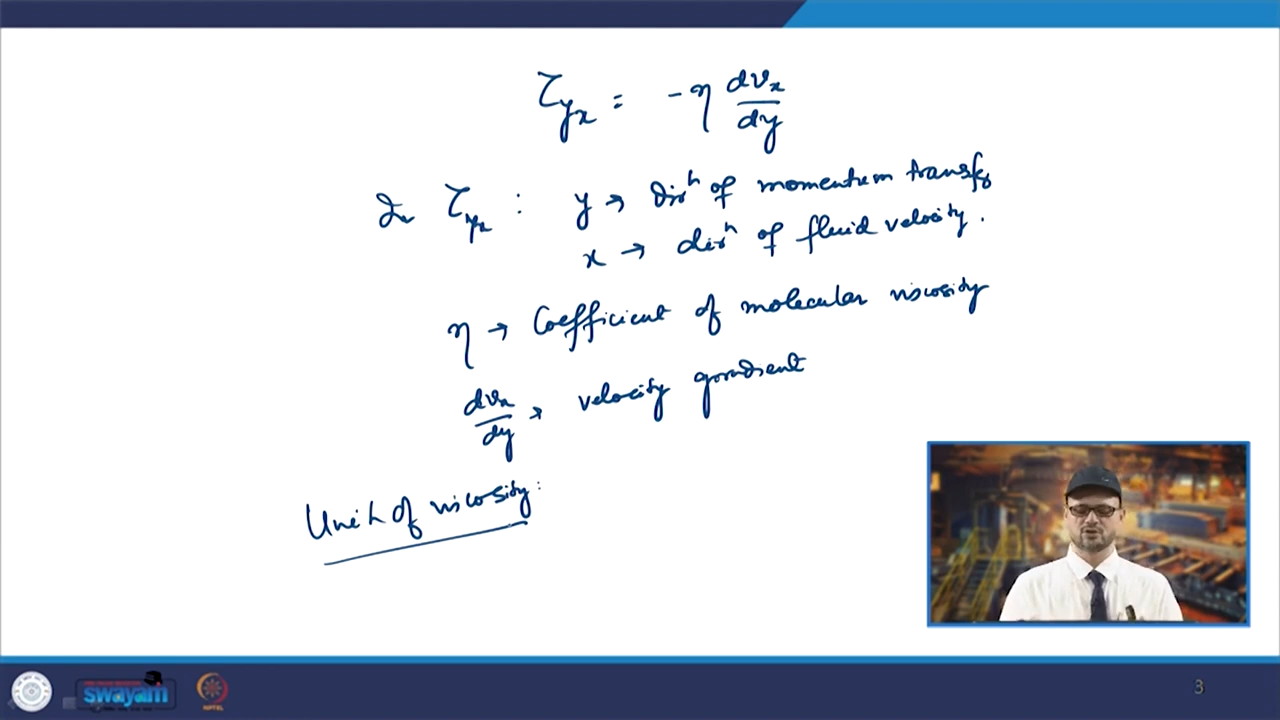 τyx = -η dvx/dy
In τyx : y → dirn of momentum transfer
x → dirn of fluid velocity.
η → Coefficient of molecular viscosity
dvx/dy → velocity gradient
Unit of viscosity:
swayam
NPTEL
3